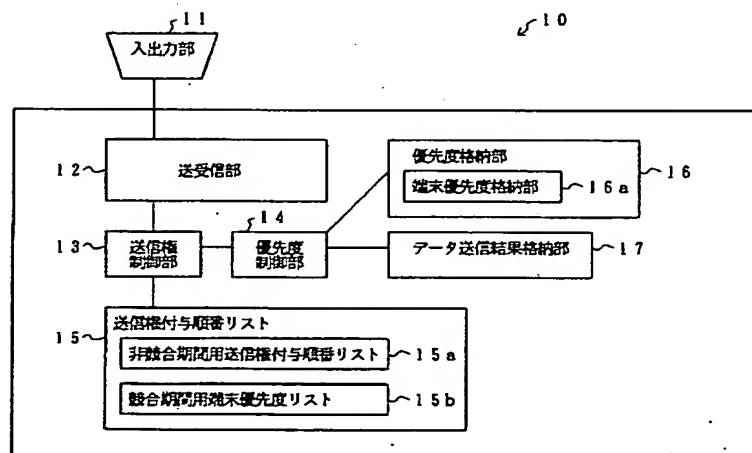 11
10
入出力部
12
送受信部
優先度格納部
端末優先度格納部
16a
16
14
13
送信権
制御部
優先度
制御部
データ送信結果格納部
17
15
送信権付与順番リスト
非競合期間用送信権付与順番リスト
15a
競合期間用端末優先度リスト
15b